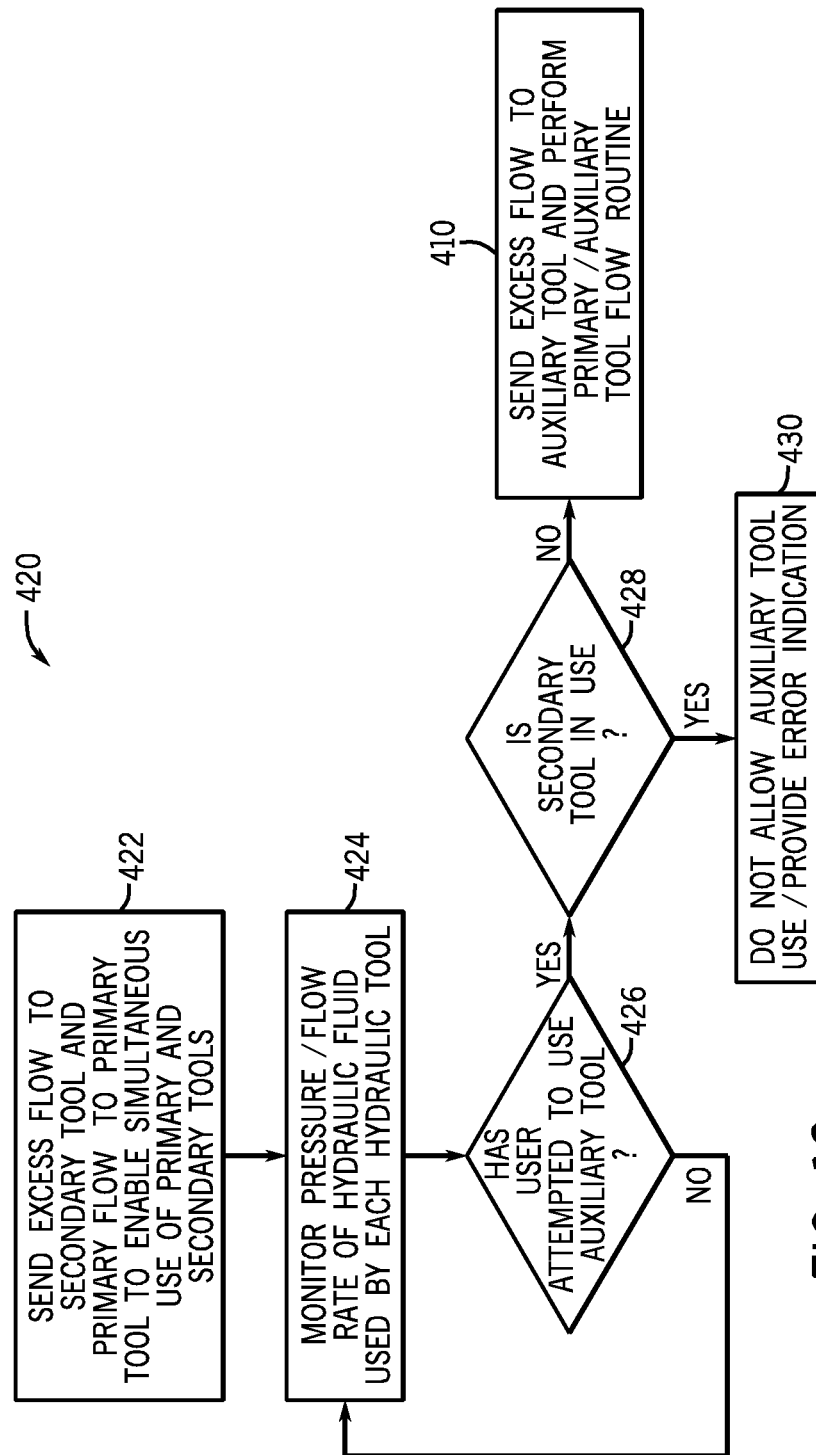 420
SEND EXCESS FLOW TO
SECONDARY TOOL AND
PRIMARY FLOW TO PRIMARY
TOOL TO ENABLE SIMULTANEOUS
USE OF PRIMARY AND
SECONDARY TOOLS
422
MONITOR PRESSURE/FLOW
RATE OF HYDRAULIC FLUID
USED BY EACH HYDRAULIC TOOL
424
HAS
USER
ATTEMPTED TO USE
AUXILIARY TOOL
?
426
NO
YES
IS
SECONDARY
TOOL IN USE
?
428
NO
YES
SEND EXCESS FLOW TO
AUXILIARY TOOL AND PERFORM
PRIMARY/AUXILIARY
TOOL FLOW ROUTINE
410
DO NOT ALLOW AUXILIARY TOOL
USE/PROVIDE ERROR INDICATION
430
FIG.